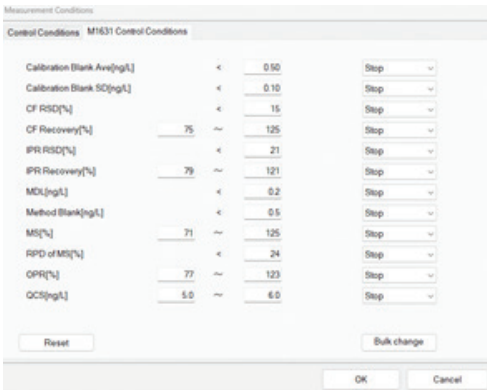 Measurement Conditions
Control Conditions M1631 Control Conditions
Calibration Blank Ave[ng/L] < 0.50 Stop
Calibration Blank SD[ng/L] < 0.10 Stop
CF RSD[%] < 15 Stop
CF Recovery[%] 75 ~ 125 Stop
IPR RSD[%] < 21 Stop
IPR Recovery[%] 79 ~ 121 Stop
MDL[ng/L] < 0.2 Stop
Method Blank[ng/L] < 0.5 Stop
MS[%] 71 ~ 125 Stop
RPD of MS[%] < 24 Stop
OPR[%] 77 ~ 123 Stop
QCS[ng/L] 5.0 ~ 6.0 Stop
Reset Bulk change
OK Cancel